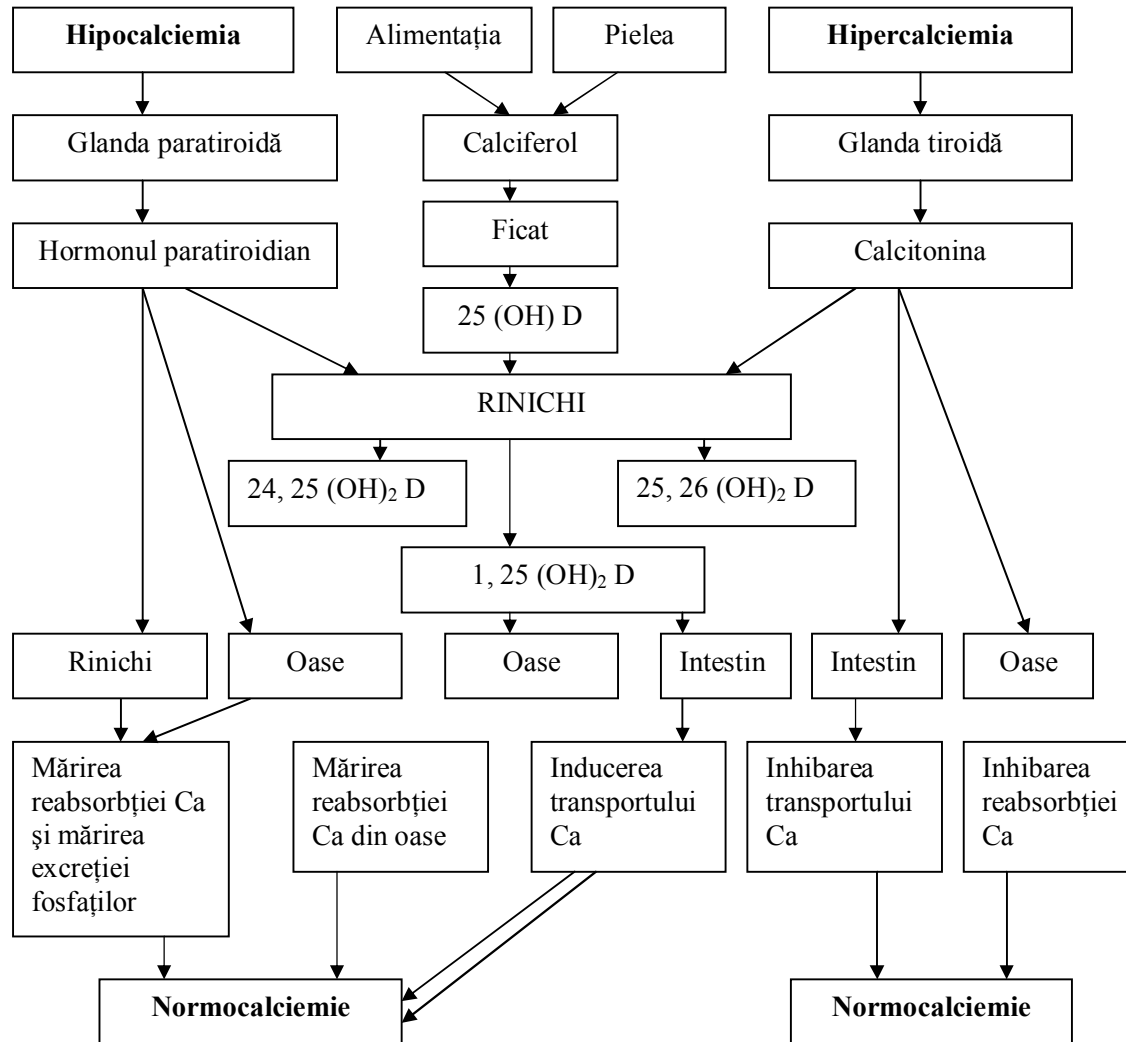 Hipocalciemia
Alimentația
Pielea
Hipercalciemia
Glanda paratiroidă
Calciferol
Glanda tiroidă
Ficat
Hormonul paratiroidian
Calcitonina
25 (OH) D
RINICHI
24, 25 (OH)₂ D
25, 26 (OH)₂ D
1, 25 (OH)₂ D
Rinichi
Oase
Oase
Intestin
Intestin
Oase
Mărirea
reabsorbției Ca
şi mărirea
excreției
fosfaților
Mărirea
reabsorbției
Ca din oase
Inducerea
transportului
Ca
Inhibarea
transportului
Ca
Inhibarea
reabsorbției
Ca
Normocalciemie
Normocalciemie